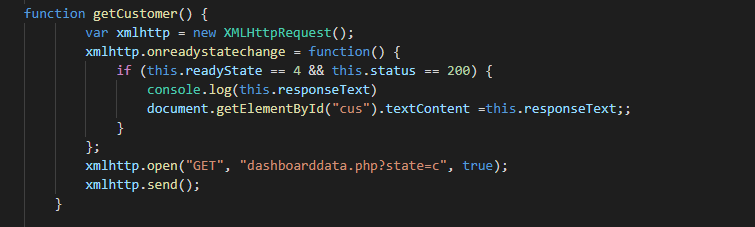 function getCustomer() {
var xmlhttp = new XMLHttpRequest();
xmlhttp.onreadystatechange = function() {
if (this.readyState == 4 && this.status == 200) {
console.log(this.responseText)
document.getElementById("cus").textContent =this.responseText;;
}
};
xmlhttp.open("GET", "dashboarddata.php?state=c", true);
xmlhttp.send();
}